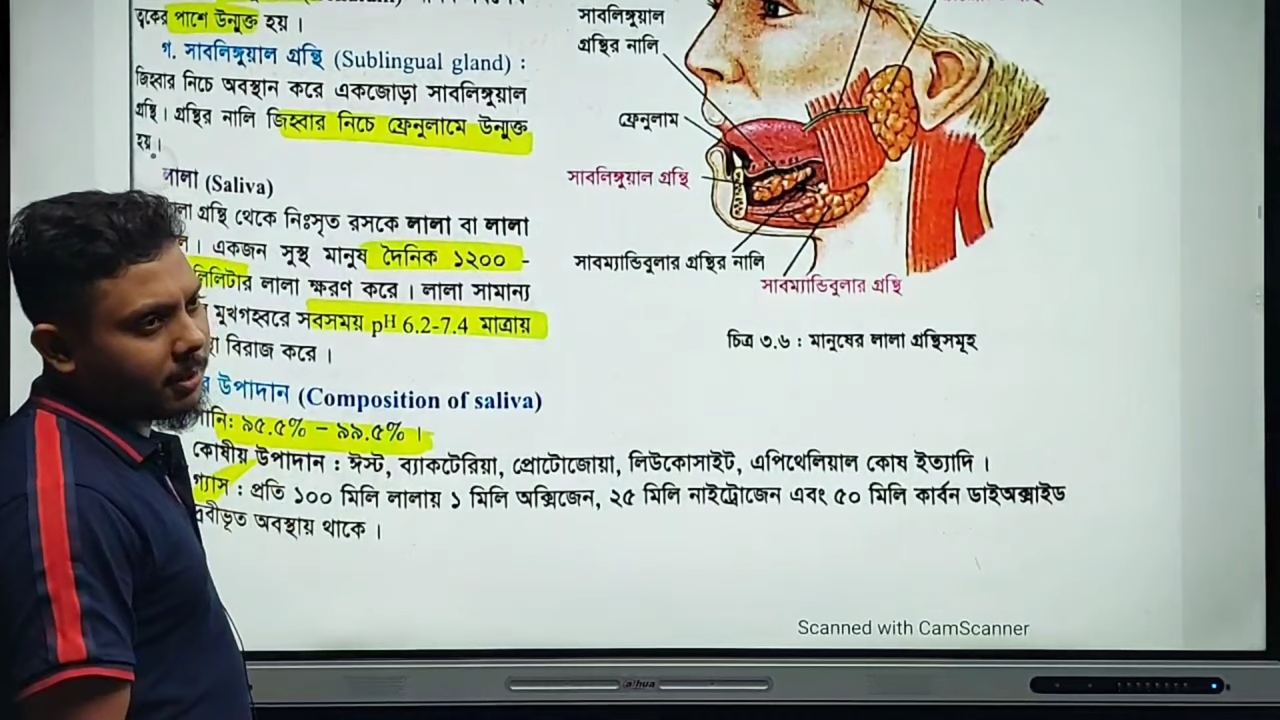 ত্বকের পাশে উন্মুক্ত হয়।
গ. সাবলিঙ্গুয়াল গ্রন্থি (Sublingual gland) :
জিহ্বার নিচে অবস্থান করে একজোড়া সাবলিঙ্গুয়াল
গ্রন্থি। গ্রন্থির নালি জিহ্বার নিচে ফ্রেনুলামে উন্মুক্ত
হয়।
লালা (Saliva)
গ্রন্থি থেকে নিঃসৃত রসকে লালা বা লালা
। একজন সুস্থ মানুষ দৈনিক ১২০০ -
লালা ক্ষরণ করে। লালা সামান্য
মুখগহ্বরে সবসময় pH 6.2-7.4 মাত্রায়
বিরাজ করে।
উপাদান (Composition of saliva)
৯৫.৫% – ৯৯.৫%।
কোষীয় উপাদান : ঈস্ট, ব্যাকটেরিয়া, প্রোটোজোয়া, লিউকোসাইট, এপিথেলিয়াল কোষ ইত্যাদি।
গ্যাস : প্রতি ১০০ মিলি লালায় ১ মিলি অক্সিজেন, ২৫ মিলি নাইট্রোজেন এবং ৫০ মিলি কার্বন ডাইঅক্সাইড
অবস্থায় থাকে।
সাবলিঙ্গুয়াল
গ্রন্থির নালি
ফ্রেনুলাম
সাবলিঙ্গুয়াল গ্রন্থি
সাবম্যান্ডিবুলার গ্রন্থির নালি
সাবম্যান্ডিবুলার গ্রন্থি
চিত্র ৩.৬ : মানুষের লালা গ্রন্থিসমূহ
Scanned with CamScanner
alhua